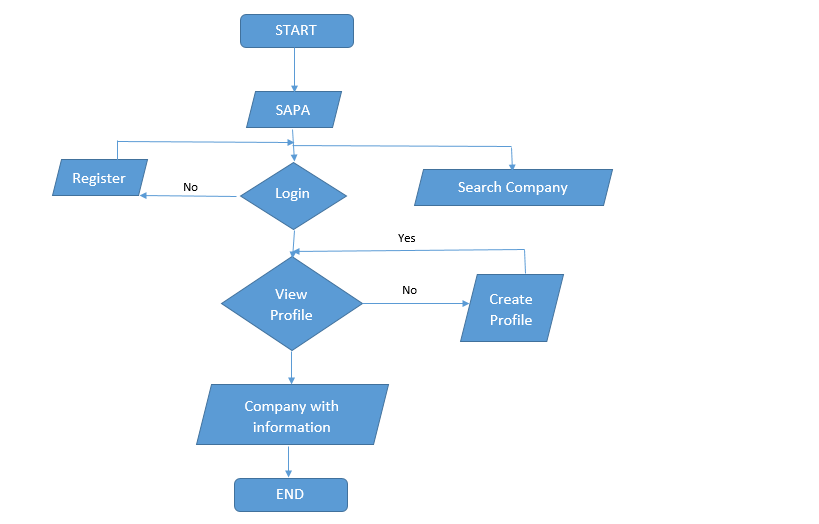 START
SAPA
Register
No
Login
Search Company
Yes
View
Profile
No
Create
Profile
Company with
information
END